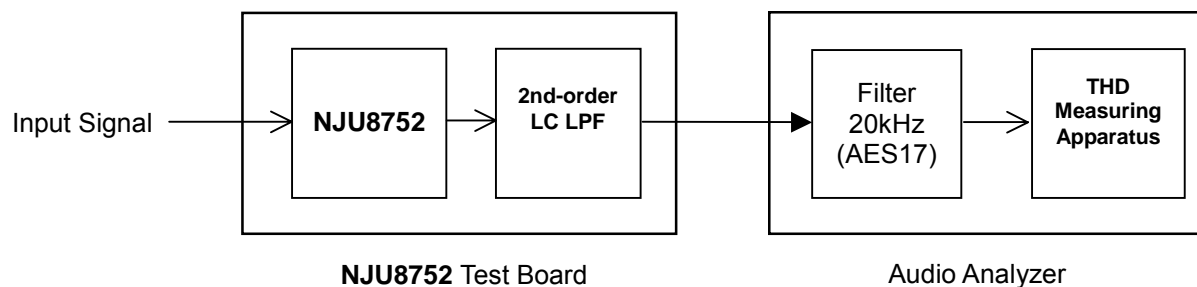 Input Signal
NJU8752
2nd-order
LC LPF
Filter
20kHz
(AES17)
THD
Measuring
Apparatus
NJU8752 Test Board
Audio Analyzer